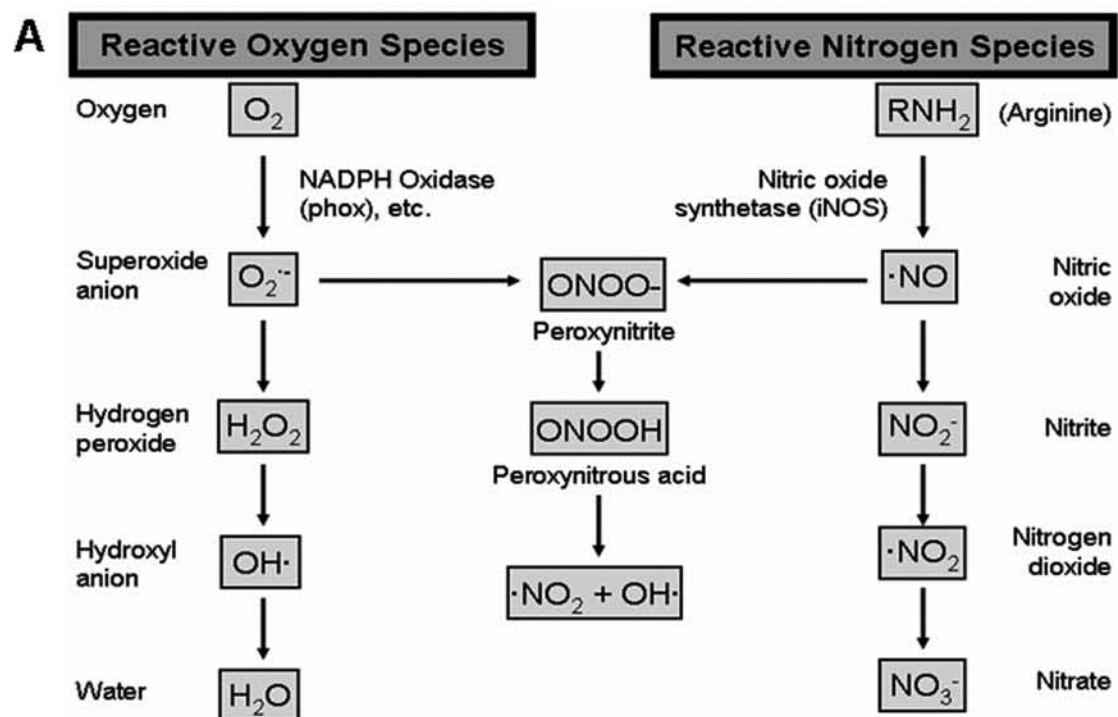 A
Reactive Oxygen Species
Reactive Nitrogen Species
Oxygen
O₂
RNH₂
(Arginine)
NADPH Oxidase
(phox), etc.
Nitric oxide
synthetase (iNOS)
Superoxide
anion
O₂·⁻
ONOO-
Peroxynitrite
·NO
Nitric
oxide
Hydrogen
peroxide
H₂O₂
ONOOH
Peroxynitrous acid
NO₂⁻
Nitrite
Hydroxyl
anion
OH·
·NO₂ + OH·
·NO₂
Nitrogen
dioxide
Water
H₂O
NO₃⁻
Nitrate